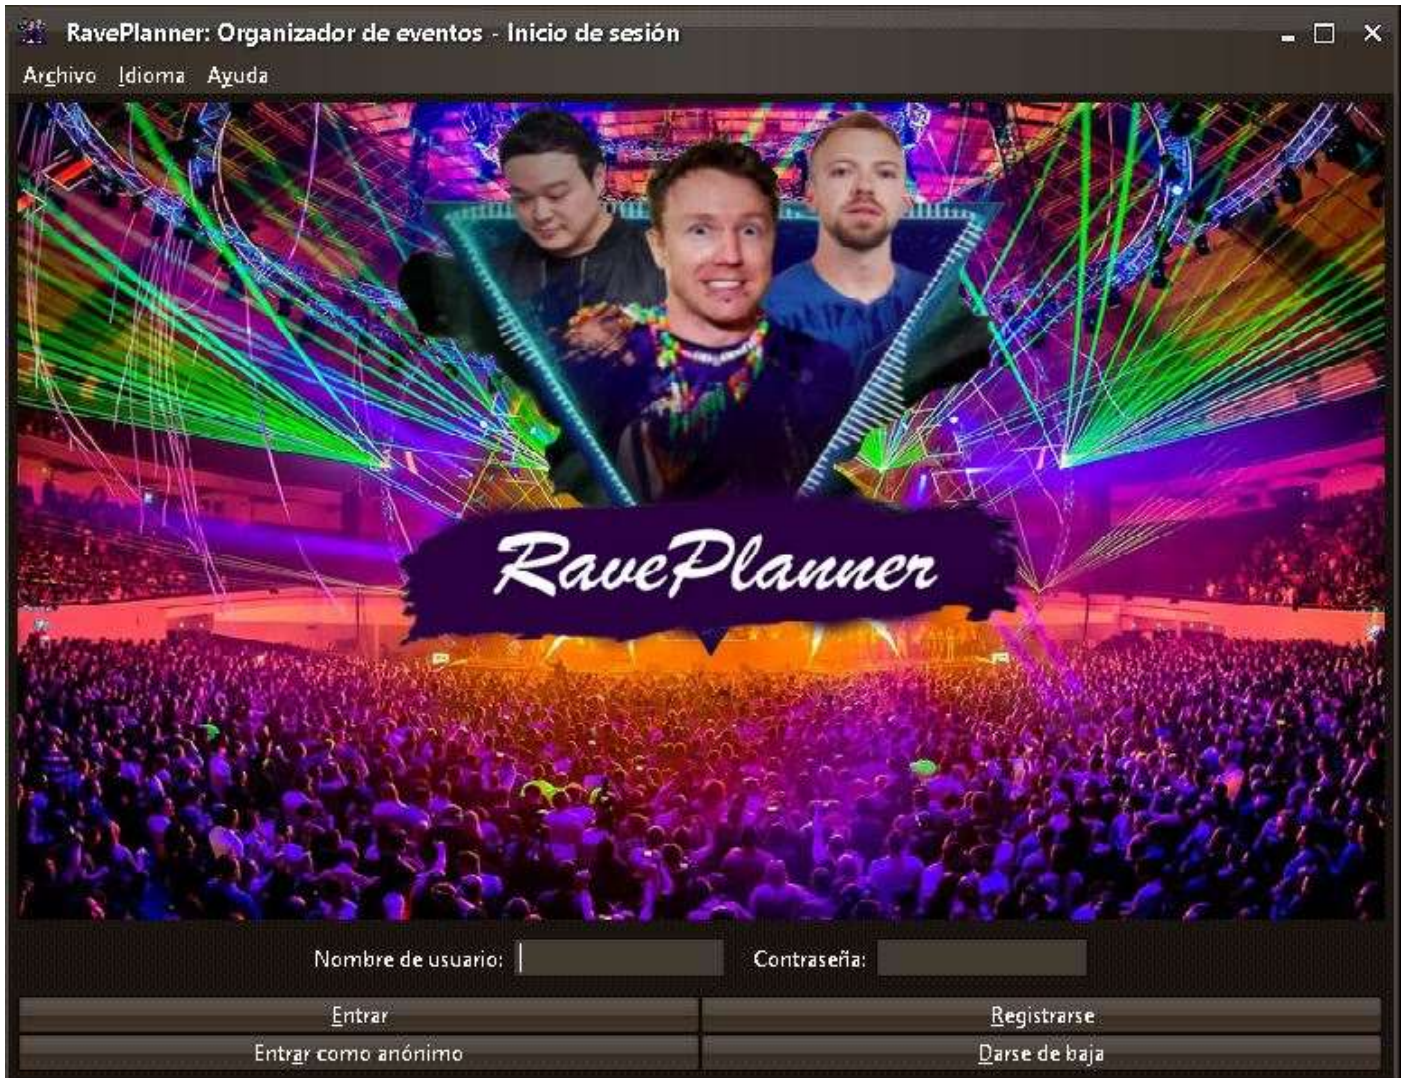 RavePlanner: Organizador de eventos - Inicio de sesión
Archivo Idioma Ayuda
RavePlanner
Nombre de usuario: Contraseña:
Entrar Registrarse
Entrar como anónimo Darse de baja